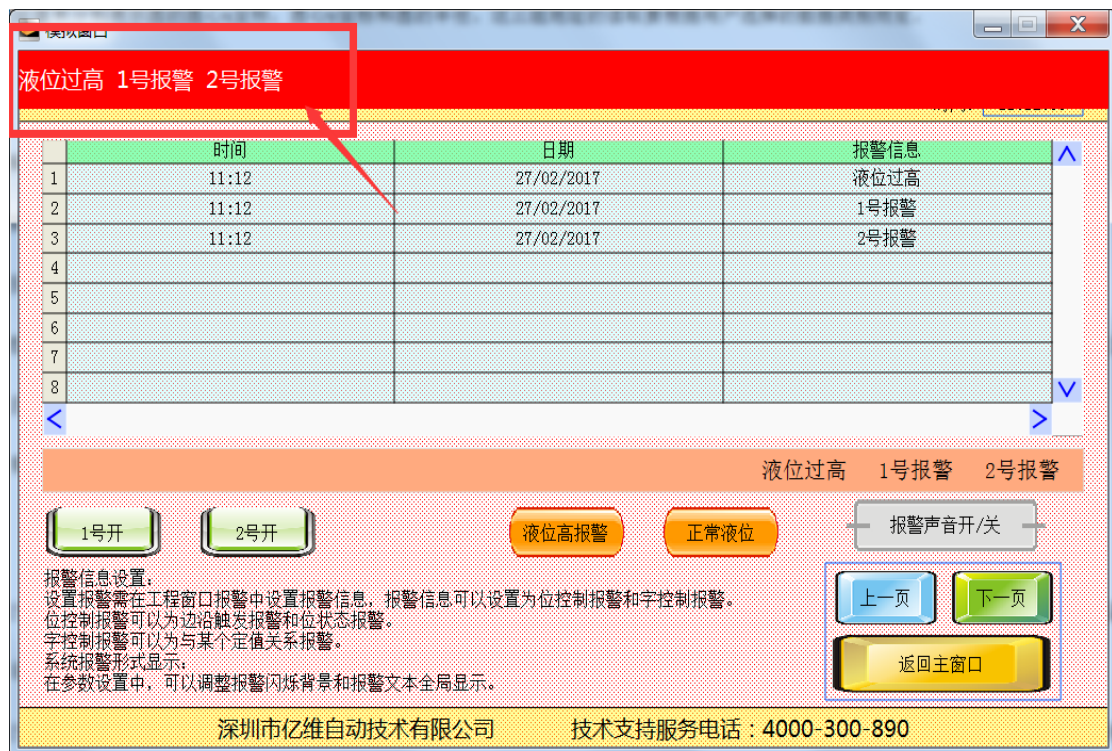 模拟窗口
液位过高 1号报警 2号报警
时间 日期 报警信息
1 11:12 27/02/2017 液位过高
2 11:12 27/02/2017 1号报警
3 11:12 27/02/2017 2号报警
4
5
6
7
8
液位过高 1号报警 2号报警
1号开 2号开 液位高报警 正常液位 报警声音开/关
报警信息设置:
设置报警需在工程窗口报警中设置报警信息，报警信息可以设置为位控制报警和字控制报警。
位控制报警可以为边沿触发报警和位状态报警。
字控制报警可以为与某个定值关系报警。
系统报警形式显示:
在参数设置中，可以调整报警闪烁背景和报警文本全局显示。
上一页 下一页
返回主窗口
深圳市亿维自动技术有限公司 技术支持服务电话：4000-300-890